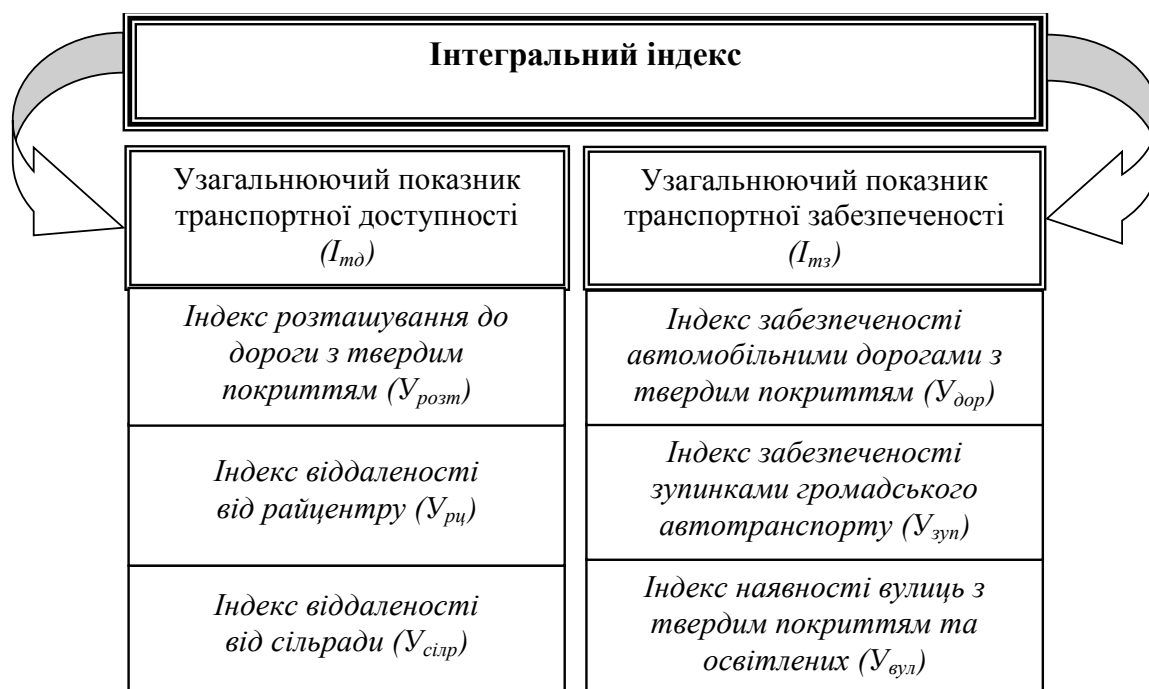 Інтегральний індекс
Узагальнюючий показник
транспортної доступності
(Iтд)
Індекс розташування до
дороги з твердим
покриттям (Урозт)
Індекс віддаленості
від райцентру (Урц)
Індекс віддаленості
від сільради (Усілр)
Узагальнюючий показник
транспортної забезпеченості
(Iтз)
Індекс забезпеченості
автомобільними дорогами з
твердим покриттям (Удор)
Індекс забезпеченості
зупинками громадського
автотранспорту (Узуп)
Індекс наявності вулиць з
твердим покриттям та
освітлених (Увул)